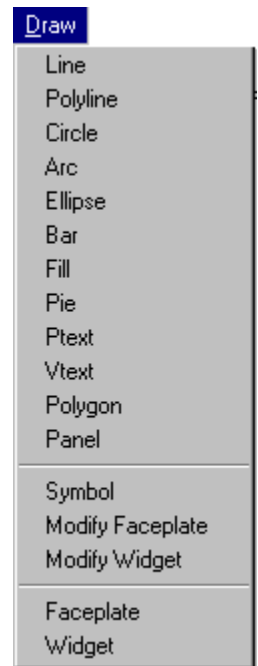 Draw
Line
Polyline
Circle
Arc
Ellipse
Bar
Fill
Pie
Ptext
Vtext
Polygon
Panel
Symbol
Modify Faceplate
Modify Widget
Faceplate
Widget